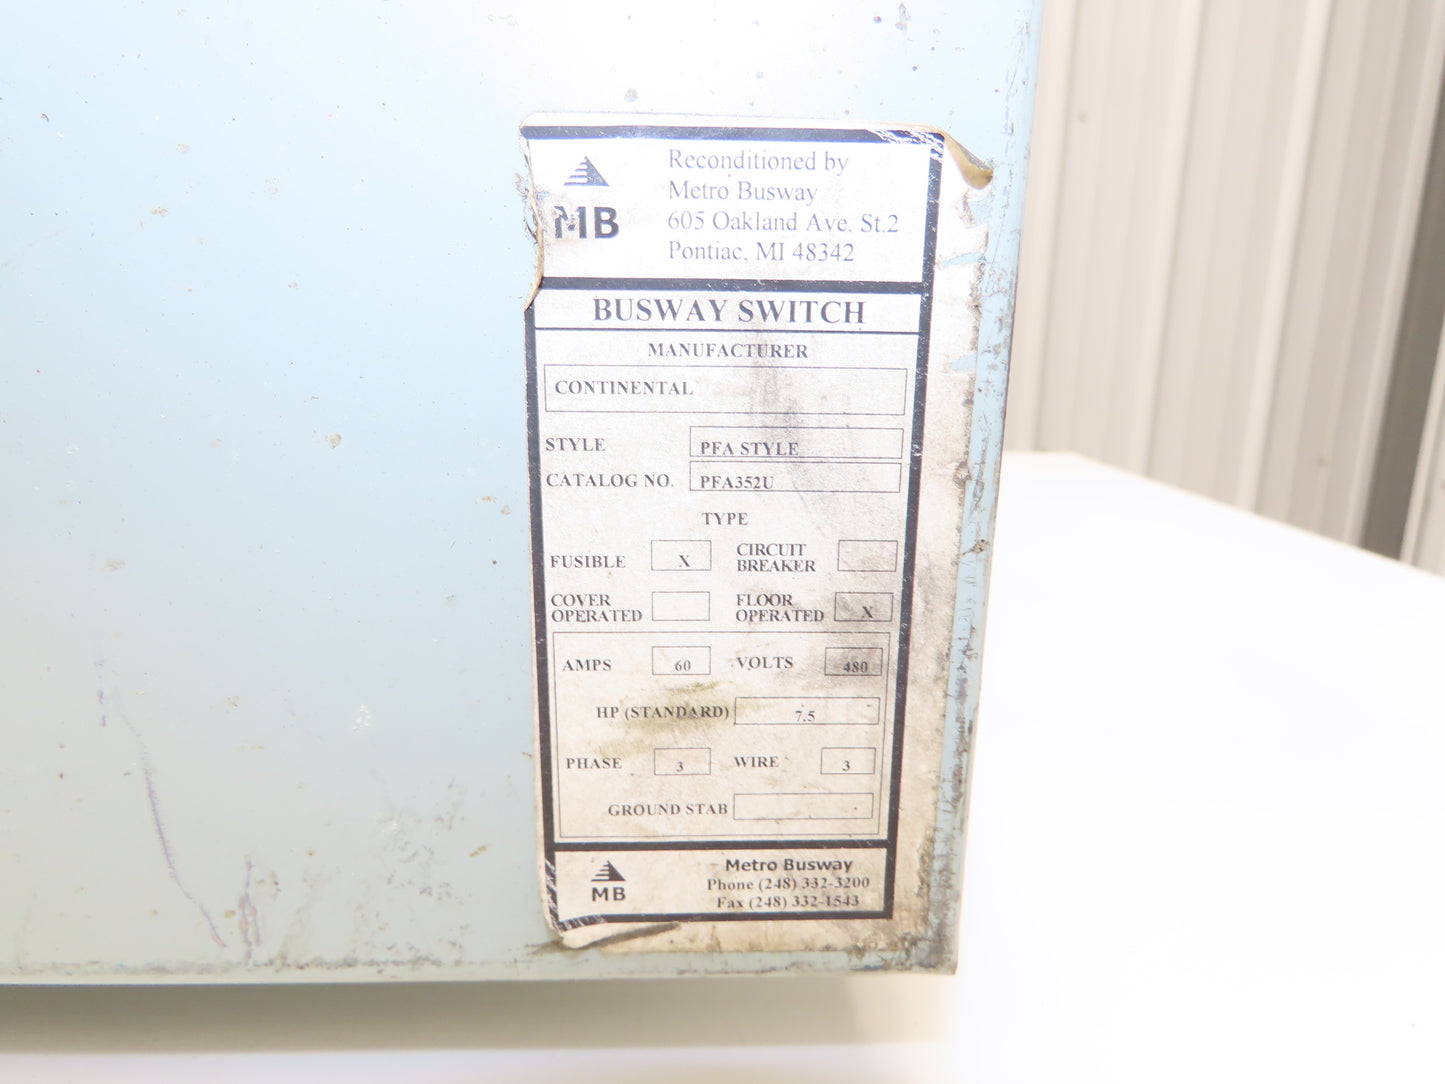 MB
Reconditioned by
Metro Busway
605 Oakland Ave. St.2
Pontiac, MI 48342
BUSWAY SWITCH
MANUFACTURER
CONTINENTAL
STYLE PFA STYLE
CATALOG NO. PFA352U
TYPE
FUSIBLE X CIRCUIT BREAKER
COVER OPERATED FLOOR OPERATED X
AMPS 60 VOLTS 480
HP (STANDARD) 7.5
PHASE 3 WIRE 3
GROUND STAB
MB
Metro Busway
Phone (248) 332-3200
Fax (248) 332-1543